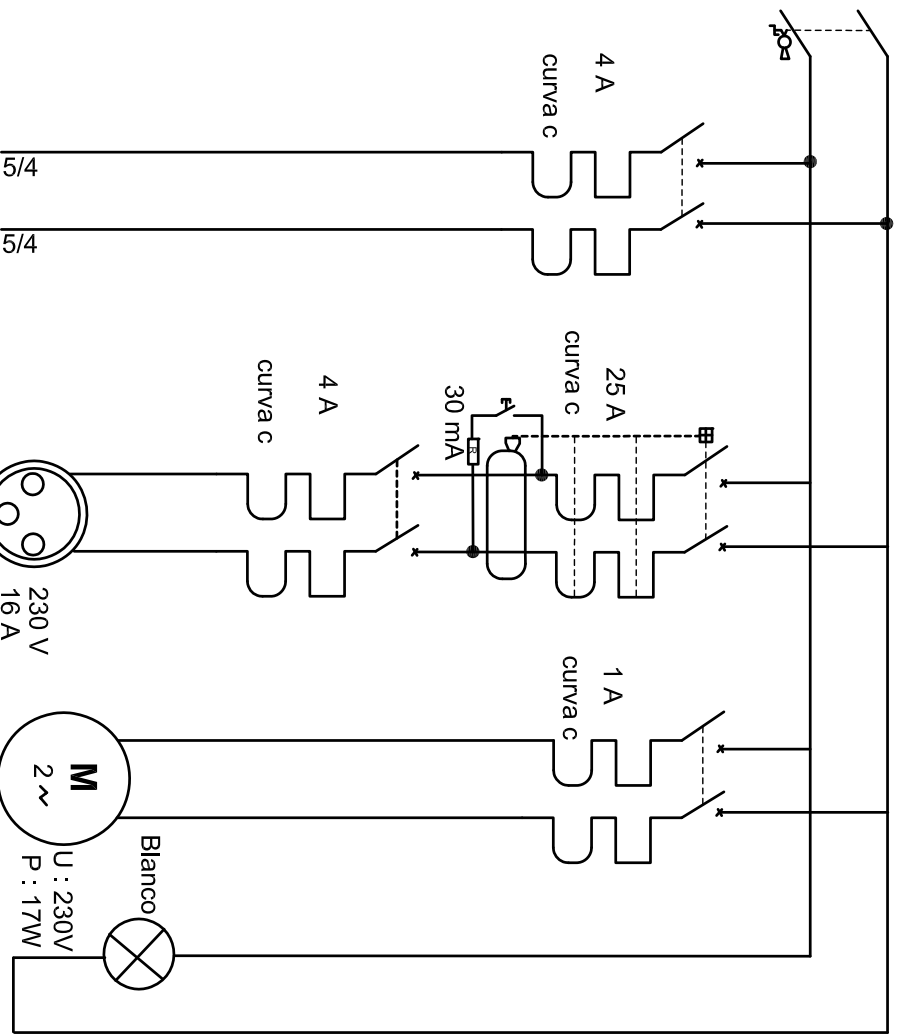 4 A
curva c
5/4
5/4
25 A
curva c
30 mA
R
4 A
curva c
230 V
16 A
1 A
curva c
M
2 ~
U : 230V
P : 17W
Blanco